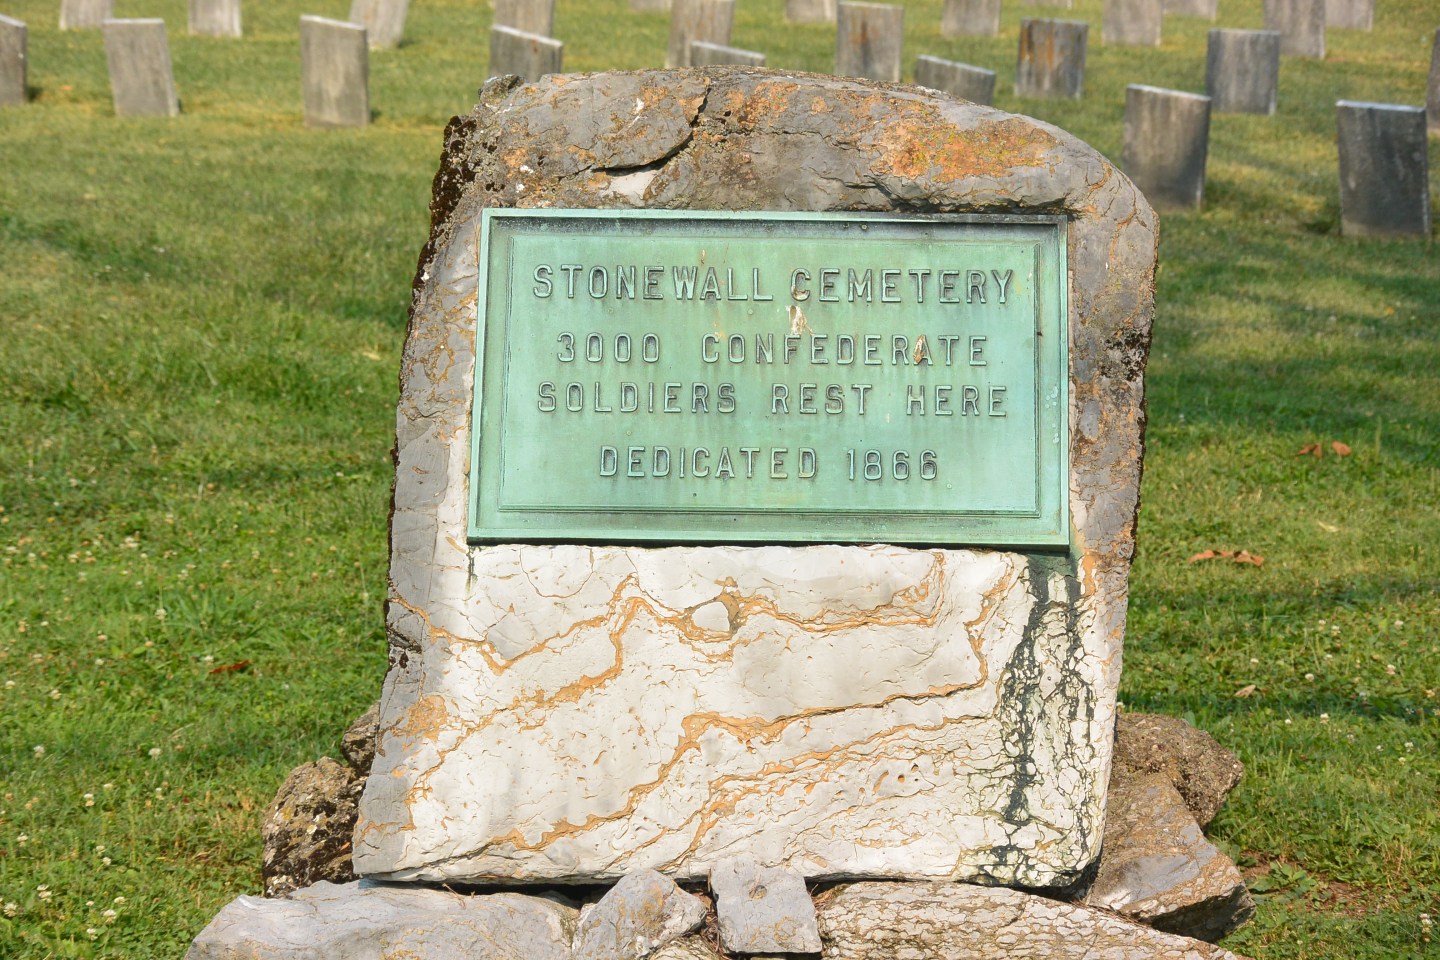 STONEWALL CEMETERY
3000 CONFEDERATE
SOLDIERS REST HERE
DEDICATED 1866